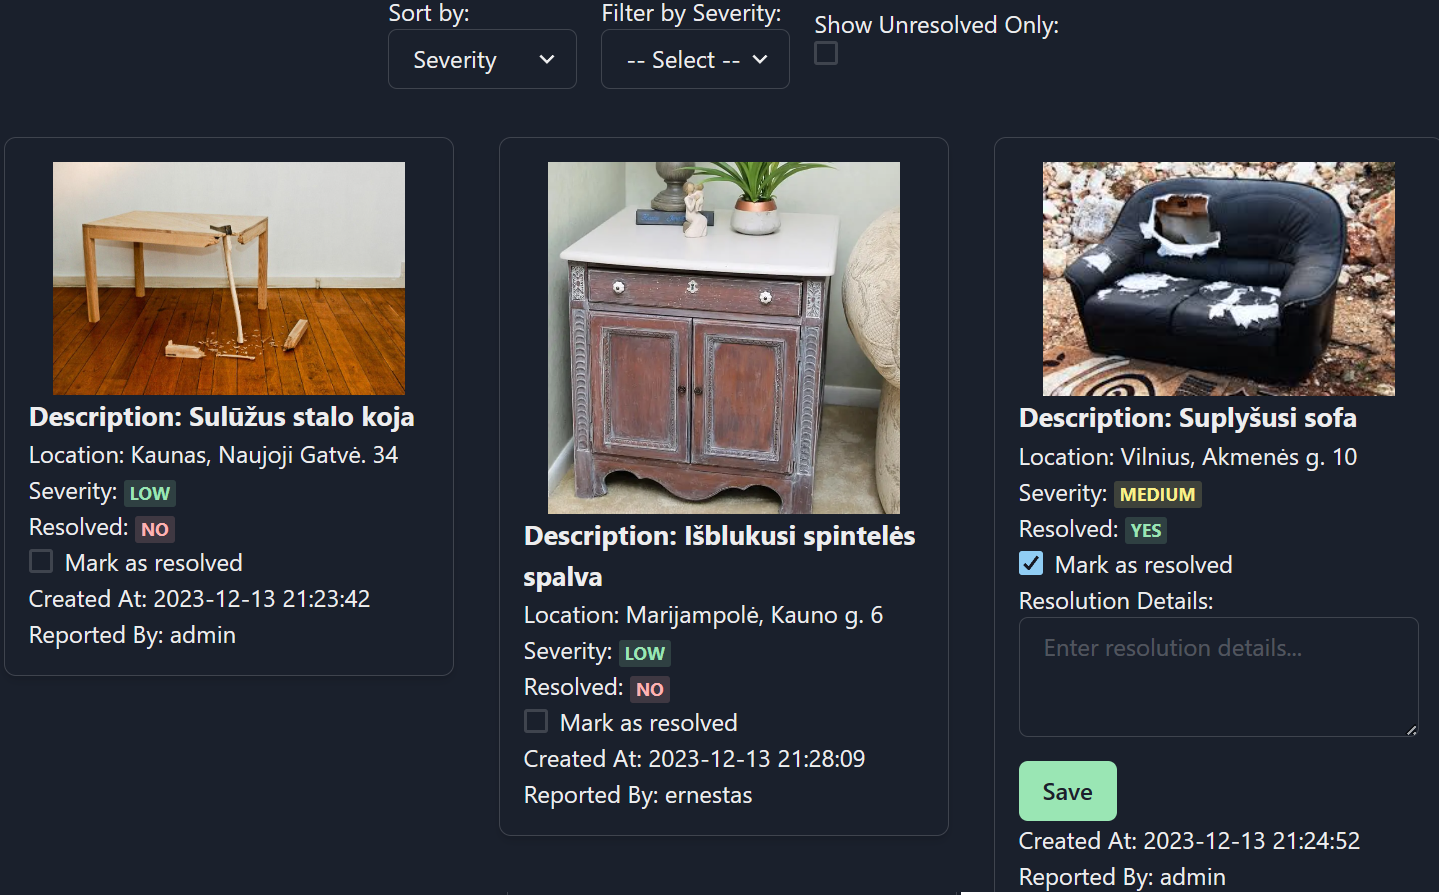 Sort by:
Severity
Filter by Severity:
-- Select --
Show Unresolved Only:
Description: Sulūžus stalo koja
Location: Kaunas, Naujoji Gatvė. 34
Severity: LOW
Resolved: NO
Mark as resolved
Created At: 2023-12-13 21:23:42
Reported By: admin
Description: Išblukusi spintelės
spalva
Location: Marijampolė, Kauno g. 6
Severity: LOW
Resolved: NO
Mark as resolved
Created At: 2023-12-13 21:28:09
Reported By: ernestas
Description: Suplyšusi sofa
Location: Vilnius, Akmenės g. 10
Severity: MEDIUM
Resolved: YES
Mark as resolved
Resolution Details:
Enter resolution details...
Save
Created At: 2023-12-13 21:24:52
Reported By: admin